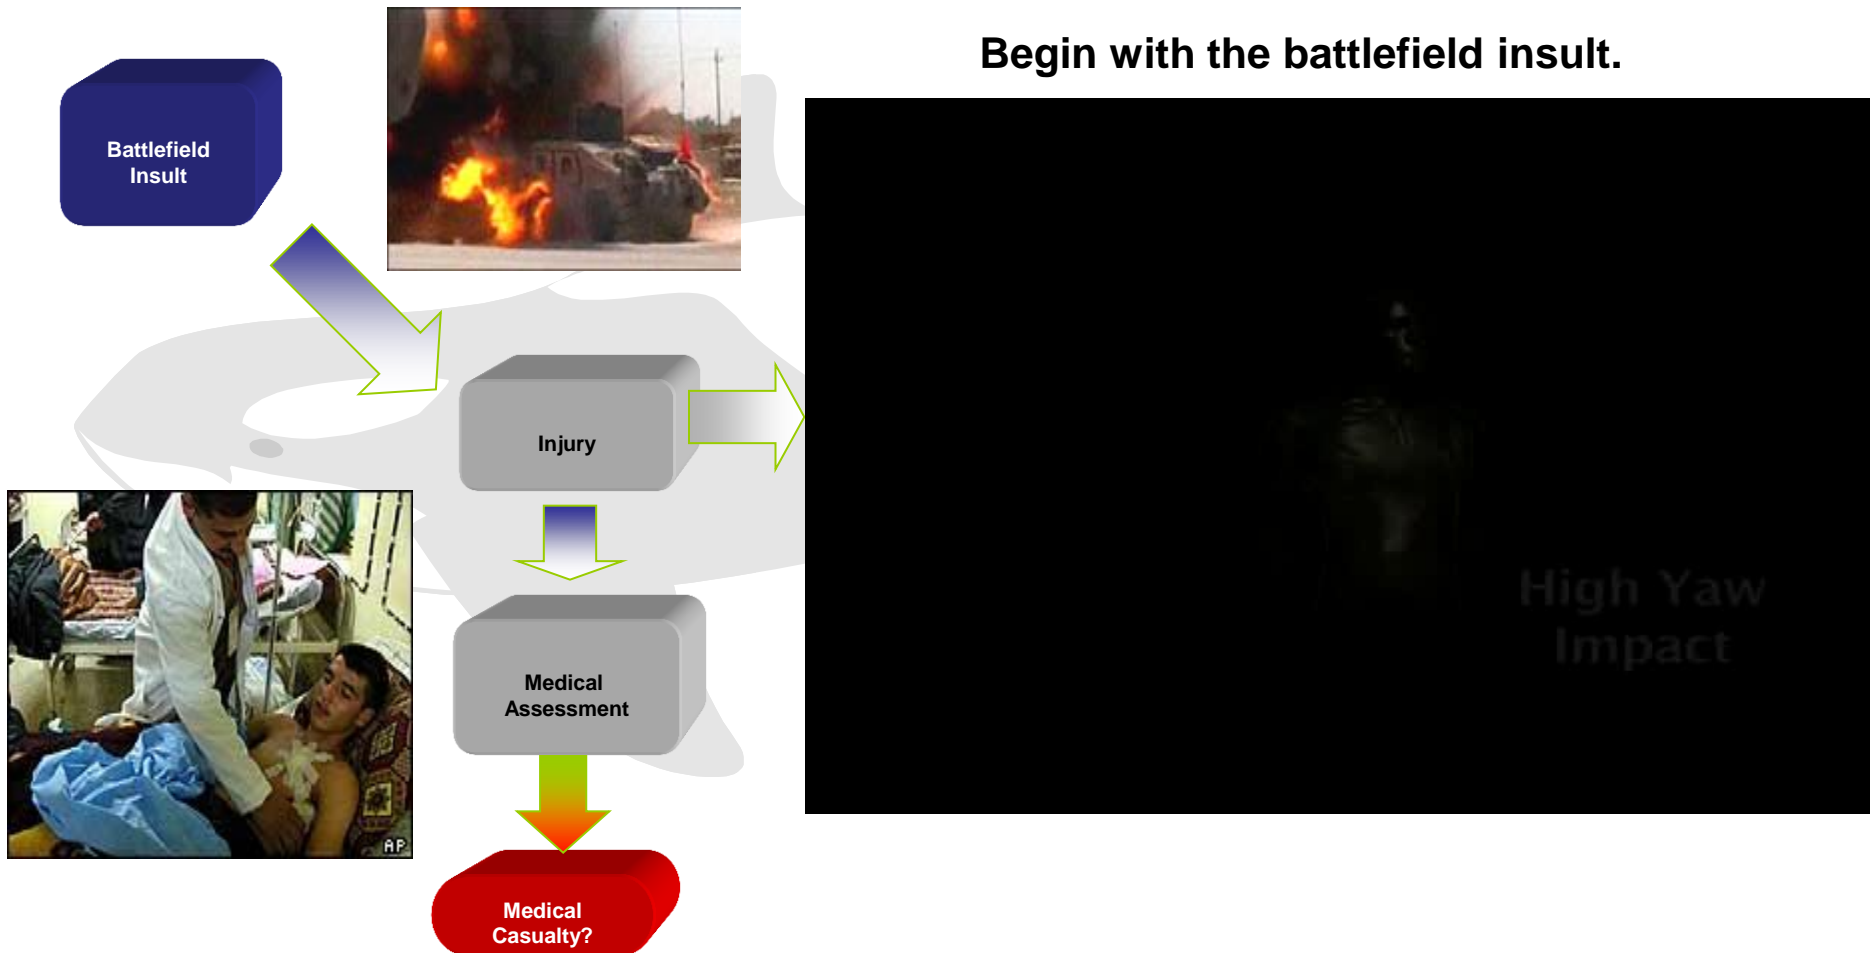 Begin with the battlefield insult.
Battlefield
Insult
Injury
High Yaw
Impact
Medical
Assessment
AP
Medical
Casualty?